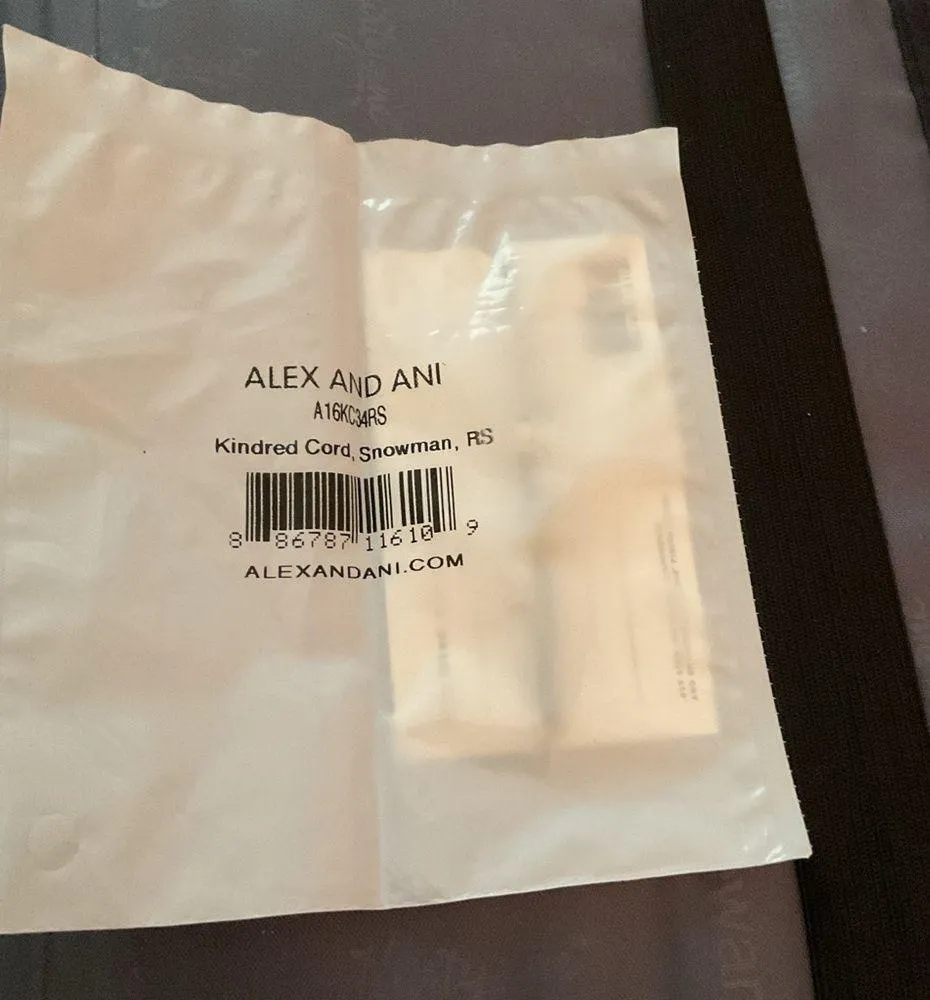 ALEX AND ANI
A16KC34RS
Kindred Cord, Snowman, RS
8 86787 11610 9
ALEXANDANI.COM